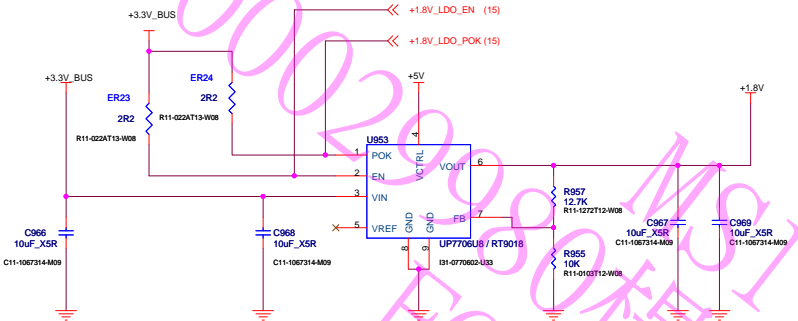 +1.8V_LDO_EN (15)
+3.3V_BUS
+1.8V_LDO_POK (15)
+3.3V_BUS
ER24
+5V
+1.8V
ER23
2R2
2R2
R11-022AT13-W08
R11-022AT13-W08
4
U953
1
POK
VCTRL
VOUT
6
2
EN
3
VIN
R957
12.7K
R11-1272T12-W08
FB
7
5
VREF
GND
GND
C966
10uF_X5R
C11-1067314-M09
C968
10uF_X5R
C11-1067314-M09
C967
10uF_X5R
C11-1067314-M09
C969
10uF_X5R
C11-1067314-M09
8
9
UP7706U8 / RT9018
I31-0770602-U33
R955
10K
R11-0103T12-W08
MSI
00029980